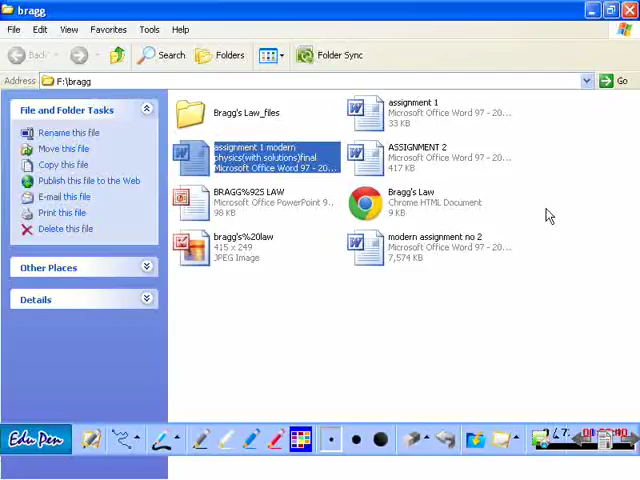 bragg
File Edit View Favorites Tools Help
Back Search Folders Folder Sync
Address F:\bragg Go
File and Folder Tasks
Rename this file
Move this file
Copy this file
Publish this file to the Web
E-mail this file
Print this file
Delete this file
Other Places
Details
Bragg's Law_files
assignment 1
Microsoft Office Word 97 - 20...
33 KB
assignment 1 modern
physics(with solutions)final
Microsoft Office Word 97 - 20...
ASSIGNMENT 2
Microsoft Office Word 97 - 20...
417 KB
BRAGG%92S LAW
Microsoft Office PowerPoint 9...
98 KB
Bragg's Law
Chrome HTML Document
9 KB
bragg's%20law
415 x 249
JPEG Image
modern assignment no 2
Microsoft Office Word 97 - 20...
7,574 KB
Edu Pen